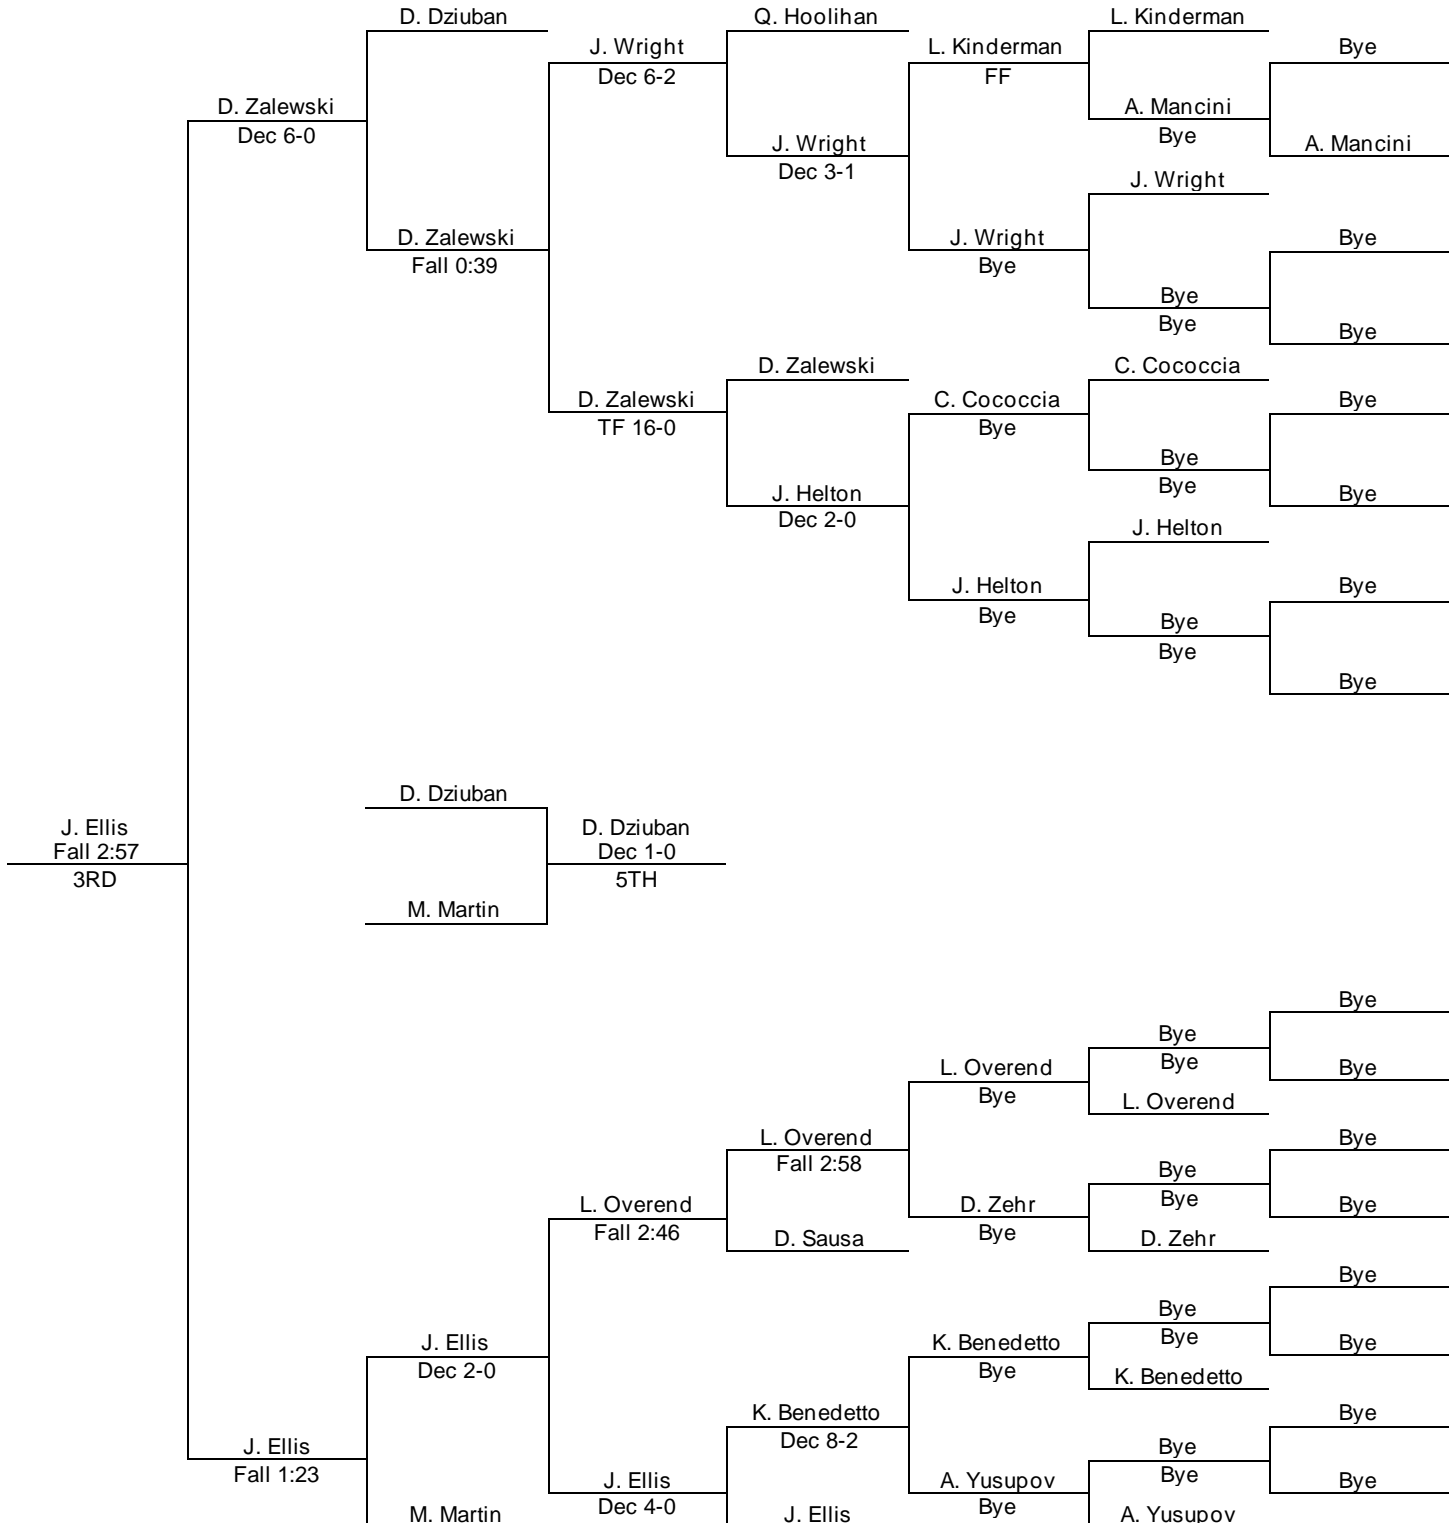 D. Dziuban
Q. Hoolihan
L. Kinderman
J. Wright
Dec 6-2
L. Kinderman
FF
Bye
D. Zalewski
Dec 6-0
A. Mancini
Bye
J. Wright
Dec 3-1
A. Mancini
J. Wright
D. Zalewski
Fall 0:39
J. Wright
Bye
Bye
Bye
Bye
Bye
D. Zalewski
C. Cococcia
D. Zalewski
TF 16-0
C. Cococcia
Bye
Bye
Bye
Bye
J. Helton
Dec 2-0
Bye
J. Helton
J. Helton
Bye
Bye
Bye
Bye
Bye
D. Dziuban
J. Ellis
Fall 2:57
3RD
D. Dziuban
Dec 1-0
5TH
M. Martin
Bye
Bye
Bye
L. Overend
Bye
Bye
L. Overend
L. Overend
Fall 2:58
Bye
Bye
Bye
L. Overend
Fall 2:46
D. Zehr
Bye
Bye
D. Sausa
D. Zehr
Bye
Bye
Bye
J. Ellis
Dec 2-0
K. Benedetto
Bye
Bye
K. Benedetto
K. Benedetto
Dec 8-2
Bye
J. Ellis
Fall 1:23
Bye
Bye
J. Ellis
Dec 4-0
A. Yusupov
Bye
Bye
M. Martin
J. Ellis
A. Yusupov